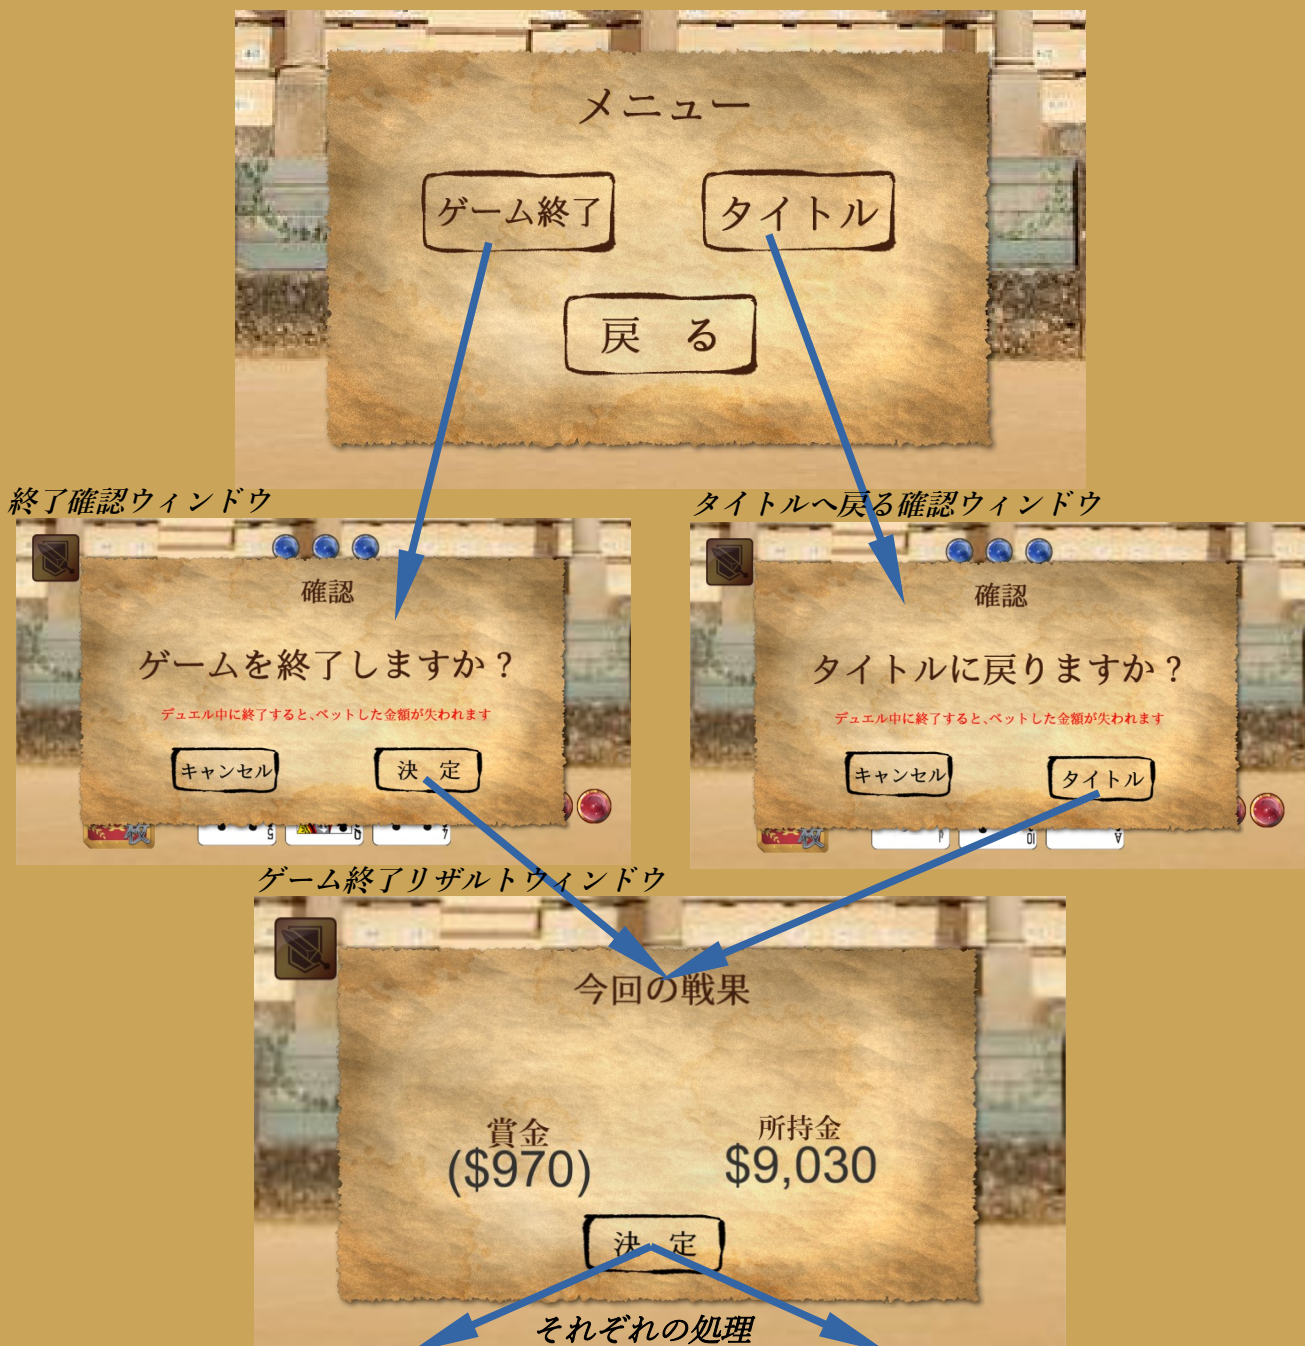 メニュー
ゲーム終了
タイトル
戻 る
終了確認ウィンドウ
タイトルへ戻る確認ウィンドウ
確認
ゲームを終了しますか？
デュエル中に終了すると、ベットした金額が失われます
キャンセル
決 定
5
Q
4
確認
タイトルに戻りますか？
デュエル中に終了すると、ベットした金額が失われます
キャンセル
タイトル
10
A
ゲーム終了リザルトウィンドウ
今回の戦果
賞金
($970)
所持金
$9,030
決 定
それぞれの処理